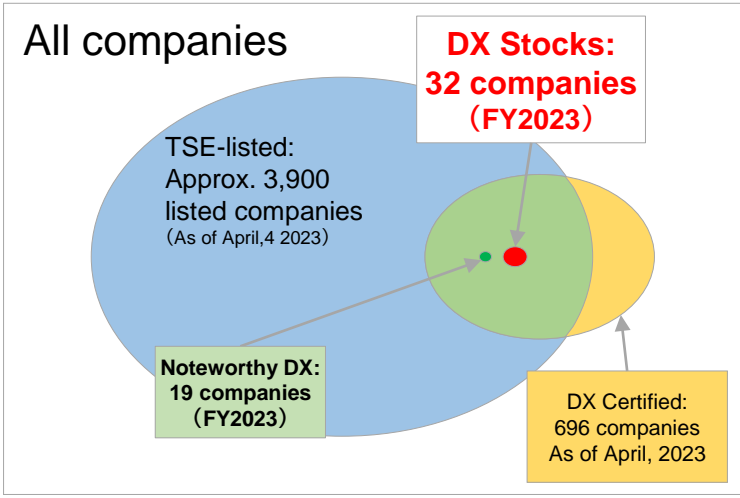 All companies
DX Stocks:
32 companies
（FY2023）
TSE-listed:
Approx. 3,900
listed companies
（As of April,4 2023）
Noteworthy DX:
19 companies
（FY2023）
DX Certified:
696 companies
As of April, 2023